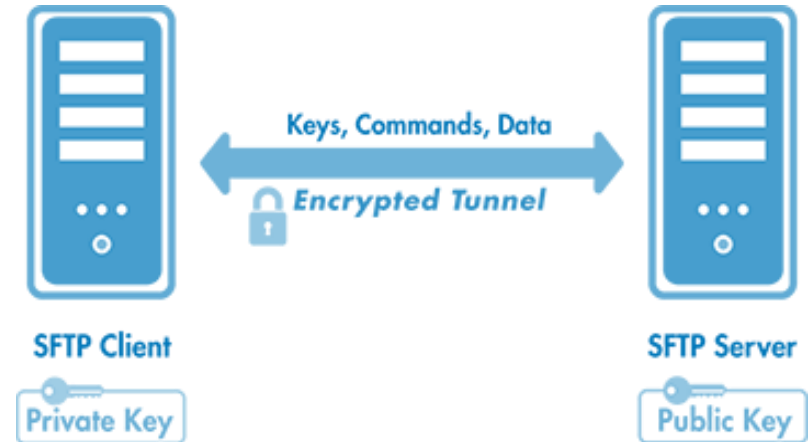 Keys, Commands, Data
Encrypted Tunnel
SFTP Client
SFTP Server
Private Key
Public Key